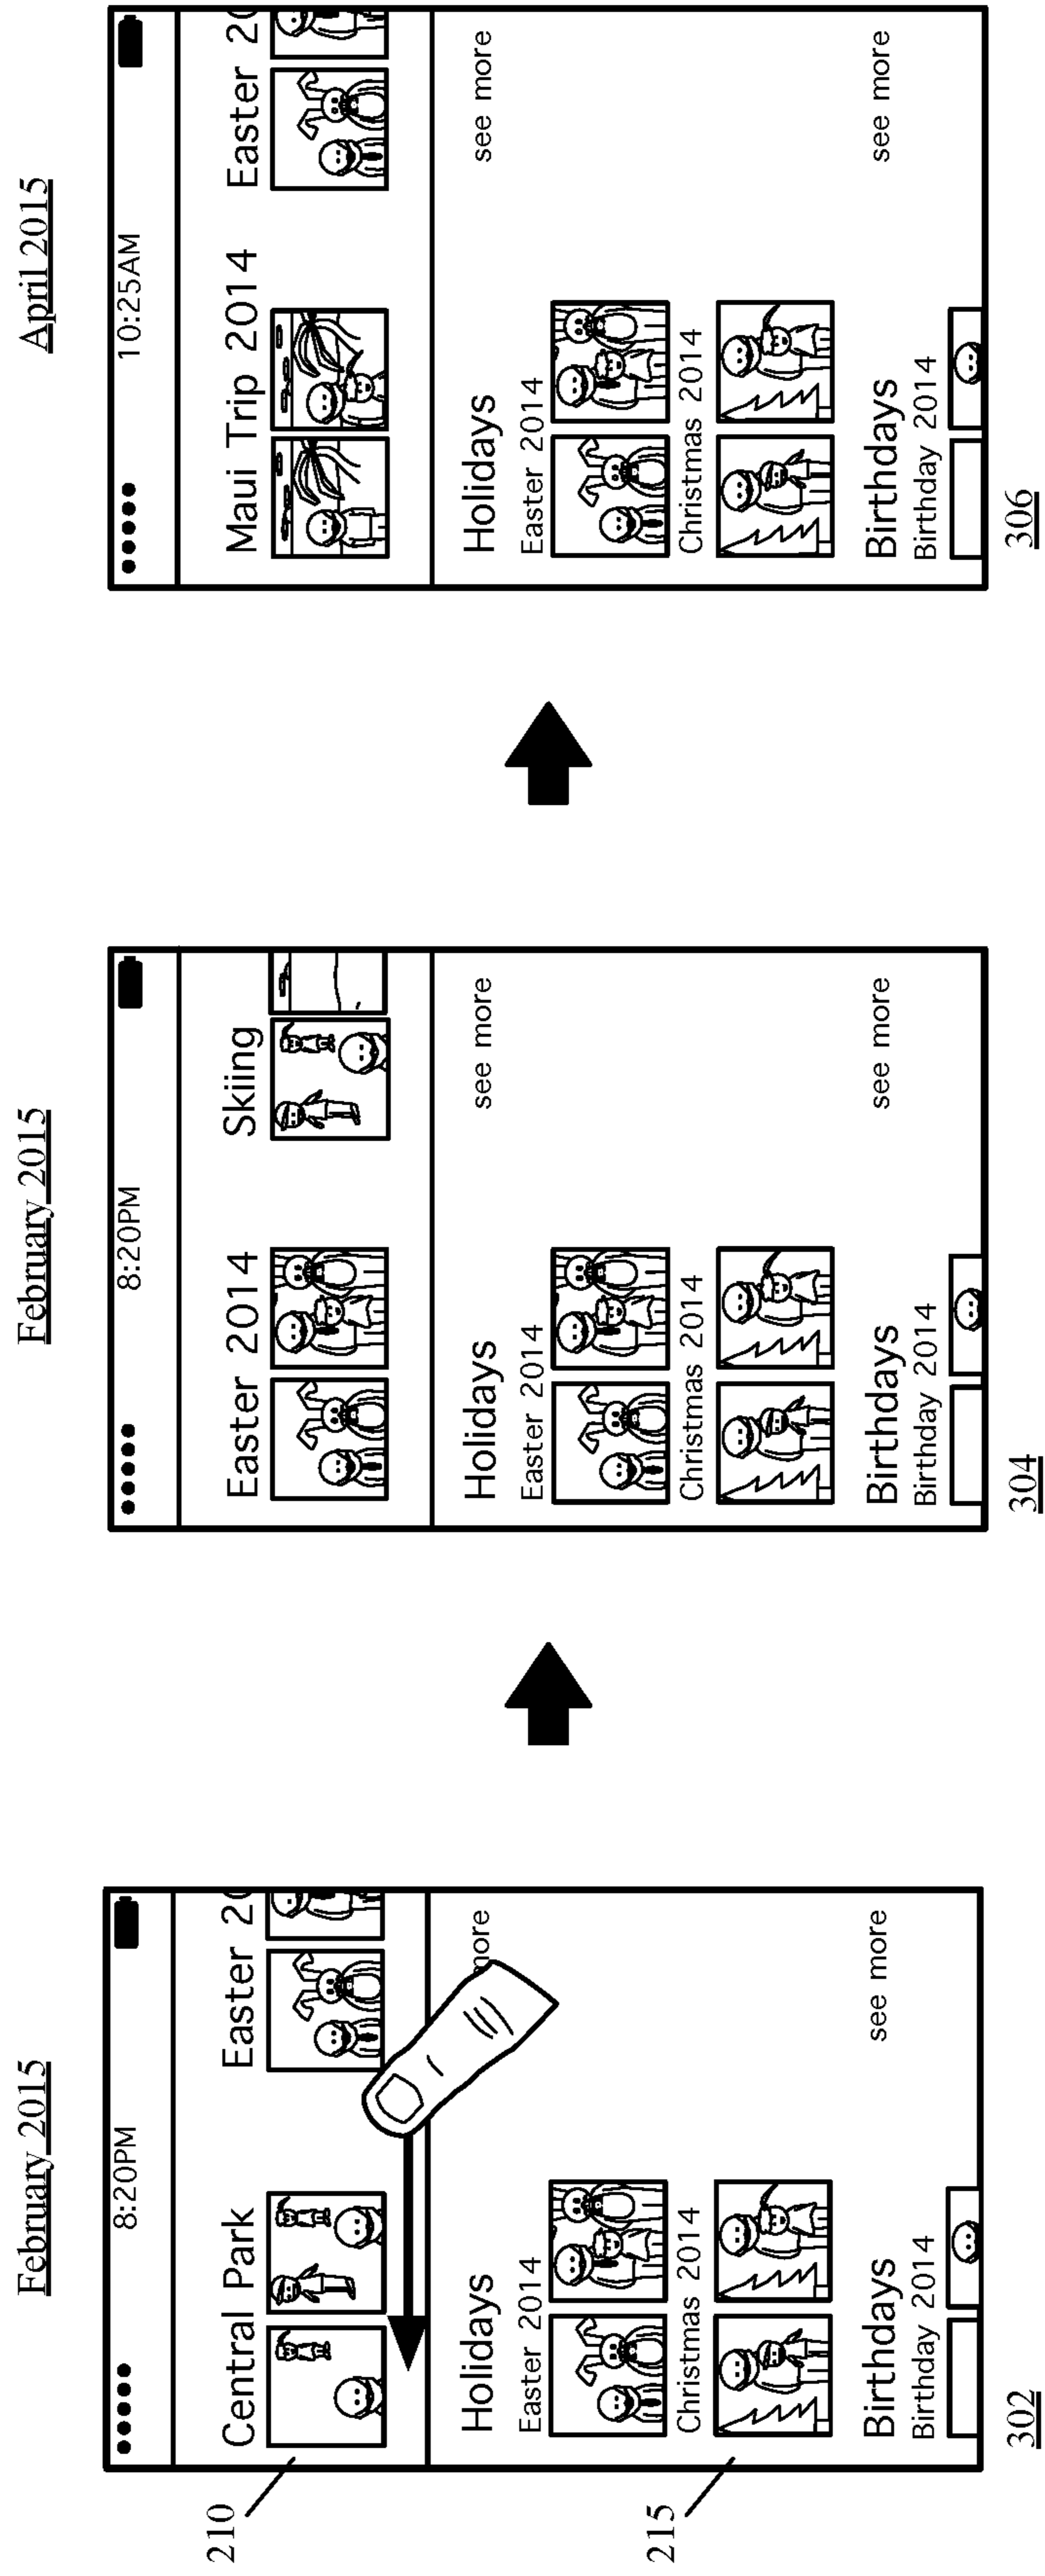 February 2015
8:20PM
210
Central Park
Easter 20
Holidays
more
Easter 2014
Christmas 2014
215
Birthdays
see more
Birthday 2014
302
February 2015
8:20PM
Easter 2014
Skiing
Holidays
see more
Easter 2014
Christmas 2014
Birthdays
see more
Birthday 2014
304
April 2015
10:25AM
Maui Trip 2014
Easter 20
Holidays
see more
Easter 2014
Christmas 2014
Birthdays
see more
Birthday 2014
306